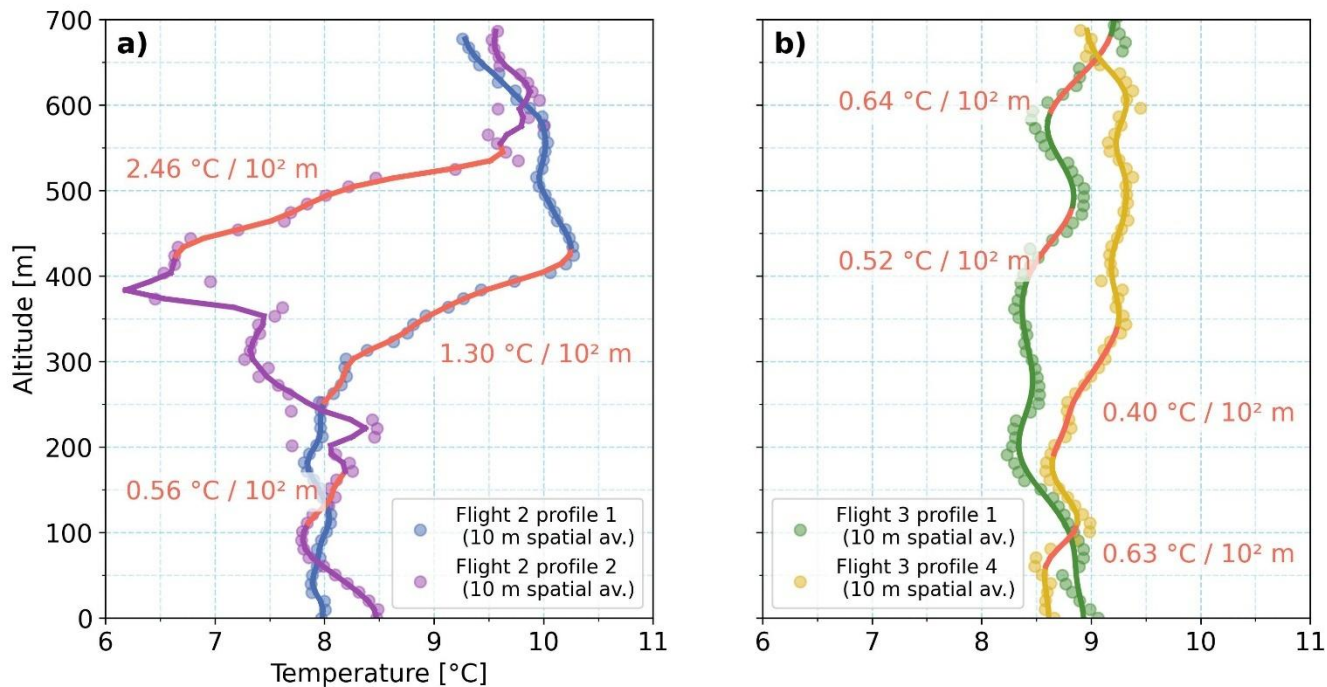 a)
700
600
500
400
300
200
100
0
Altitude [m]
2.46 °C / 10² m
1.30 °C / 10² m
0.56 °C / 10² m
Flight 2 profile 1
(10 m spatial av.)
Flight 2 profile 2
(10 m spatial av.)
6 7 8 9 10 11
Temperature [°C]
b)
0.64 °C / 10² m
0.52 °C / 10² m
0.40 °C / 10² m
0.63 °C / 10² m
Flight 3 profile 1
(10 m spatial av.)
Flight 3 profile 4
(10 m spatial av.)
6 7 8 9 10 11